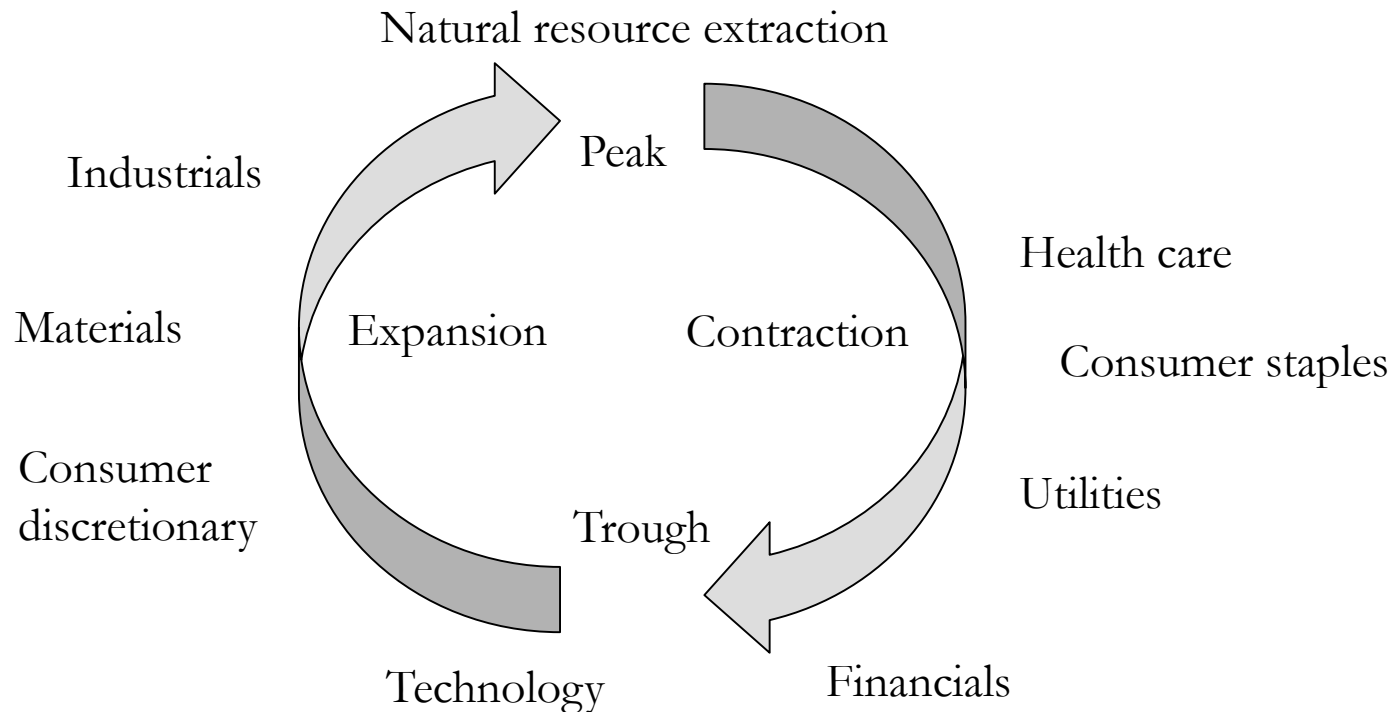 Natural resource extraction
Peak
Industrials
Health care
Materials
Expansion
Contraction
Consumer staples
Consumer
discretionary
Utilities
Trough
Technology
Financials